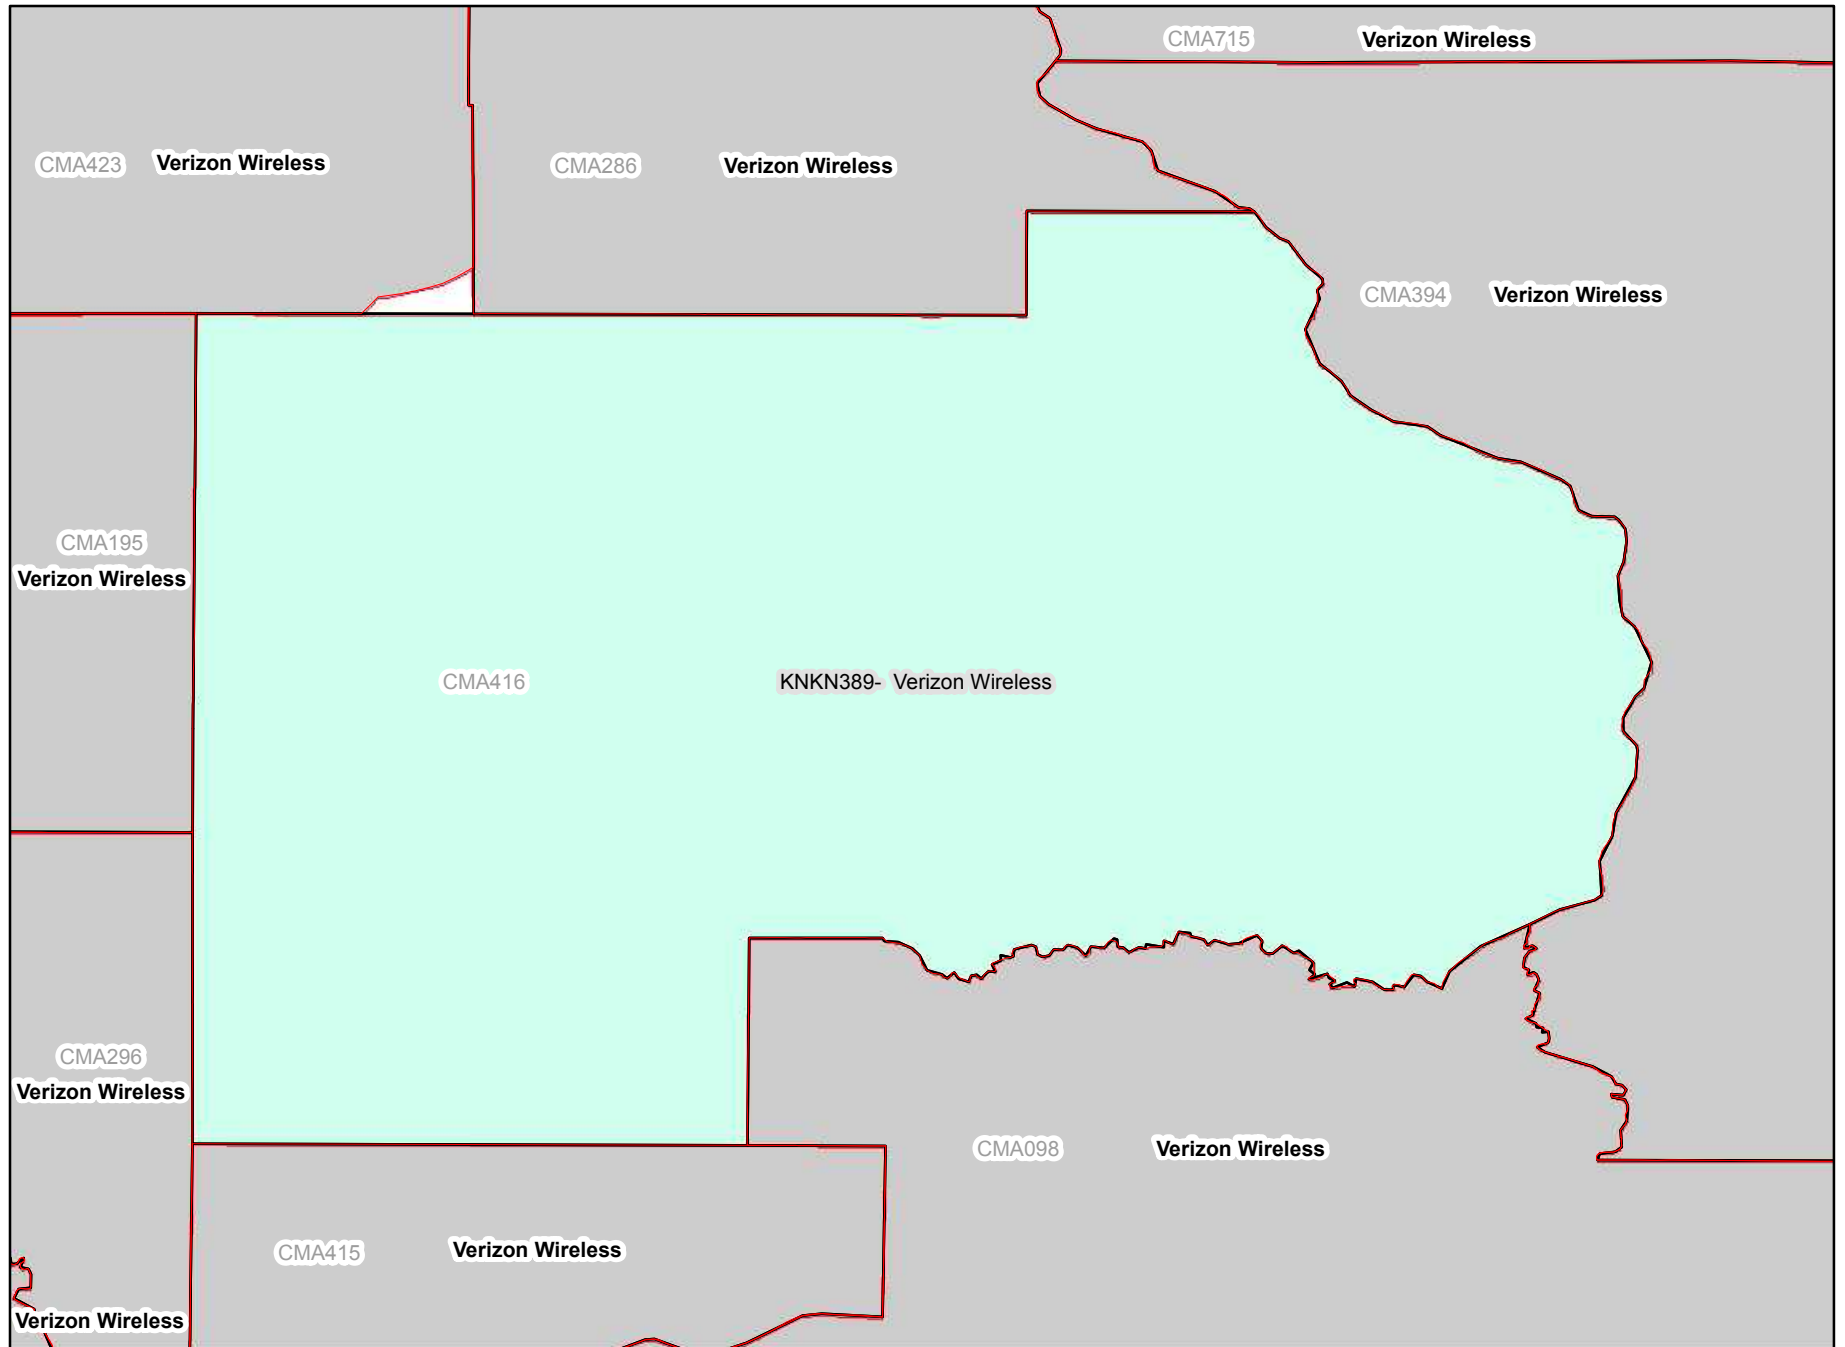 CMA715 Verizon Wireless
CMA423 Verizon Wireless
CMA286 Verizon Wireless
CMA394 Verizon Wireless
CMA195
Verizon Wireless
CMA416 KNKN389- Verizon Wireless
CMA296
Verizon Wireless
CMA098 Verizon Wireless
CMA415 Verizon Wireless
Verizon Wireless